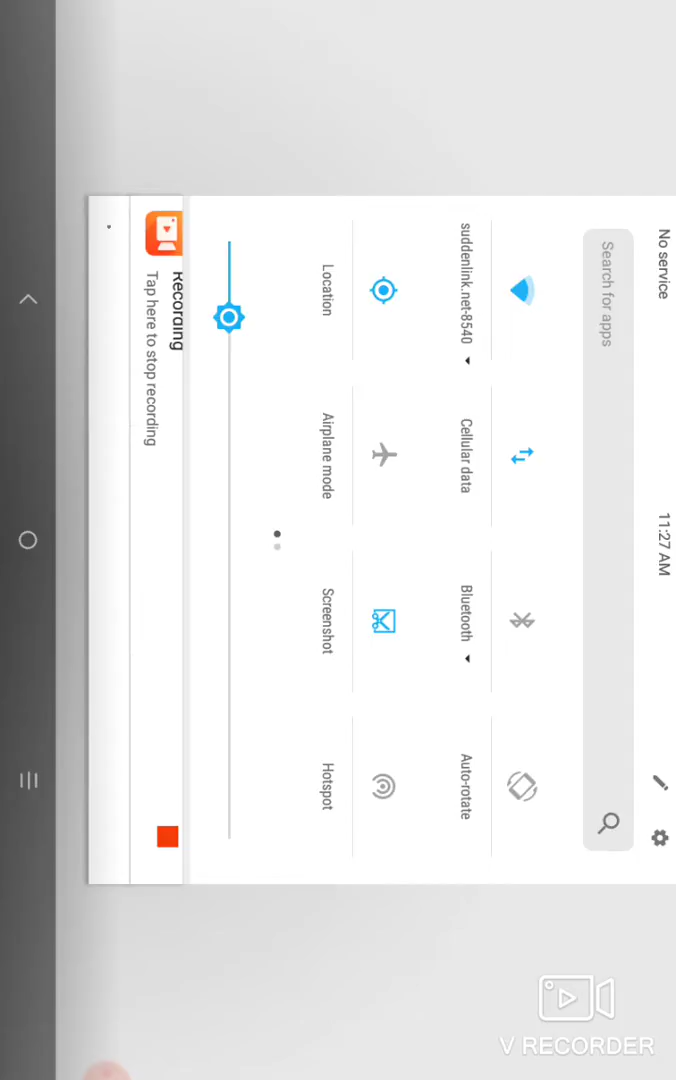 No service
11:27 AM
Search for apps
suddenlink.net-8540
Cellular data
Bluetooth
Auto-rotate
Location
Airplane mode
Screenshot
Hotspot
Recording
Tap here to stop recording
V RECORDER